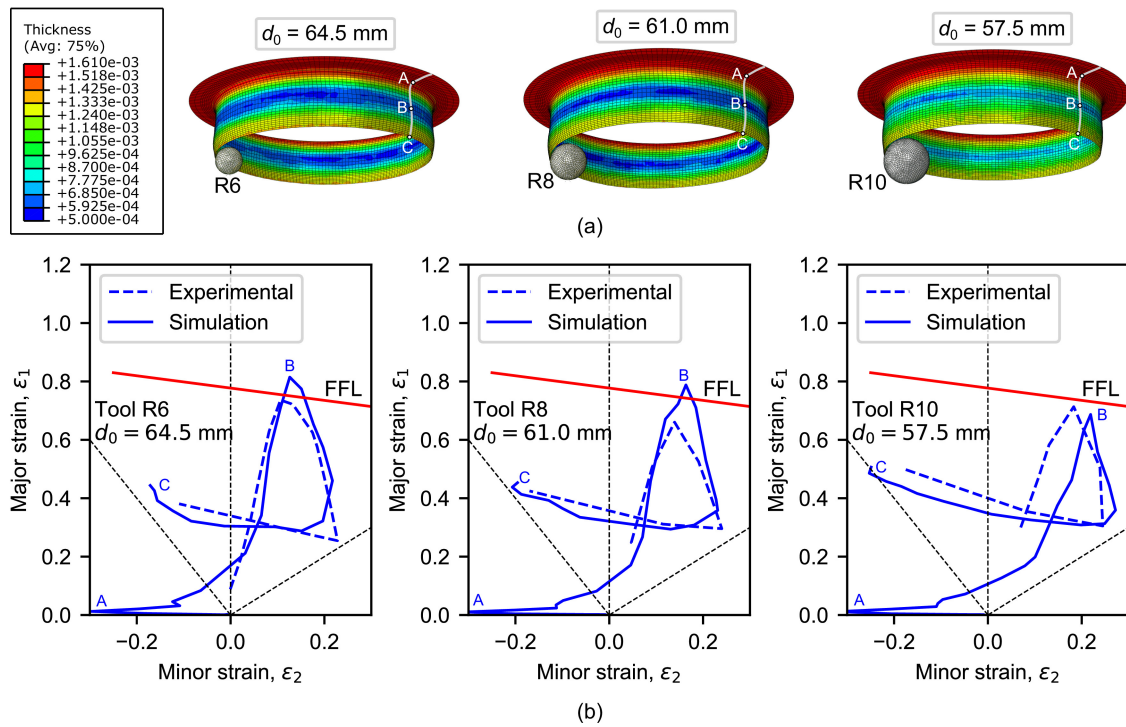 Thickness
(Avg: 75%)
+1.610e-03
+1.518e-03
+1.425e-03
+1.333e-03
+1.240e-03
+1.148e-03
+1.055e-03
+9.625e-04
+8.700e-04
+7.775e-04
+6.850e-04
+5.925e-04
+5.000e-04
d₀ = 64.5 mm
A
B
C
R6
d₀ = 61.0 mm
A
B
C
R8
d₀ = 57.5 mm
A
B
C
R10
(a)
Major strain, ε₁
1.2
1.0
0.8
0.6
0.4
0.2
0.0
Experimental
Simulation
B
FFL
Tool R6
d₀ = 64.5 mm
C
A
−0.2
0.0
0.2
Minor strain, ε₂
Major strain, ε₁
1.2
1.0
0.8
0.6
0.4
0.2
0.0
Experimental
Simulation
B
FFL
Tool R8
d₀ = 61.0 mm
C
A
−0.2
0.0
0.2
Minor strain, ε₂
Major strain, ε₁
1.2
1.0
0.8
0.6
0.4
0.2
0.0
Experimental
Simulation
FFL
B
Tool R10
d₀ = 57.5 mm
C
A
−0.2
0.0
0.2
Minor strain, ε₂
(b)